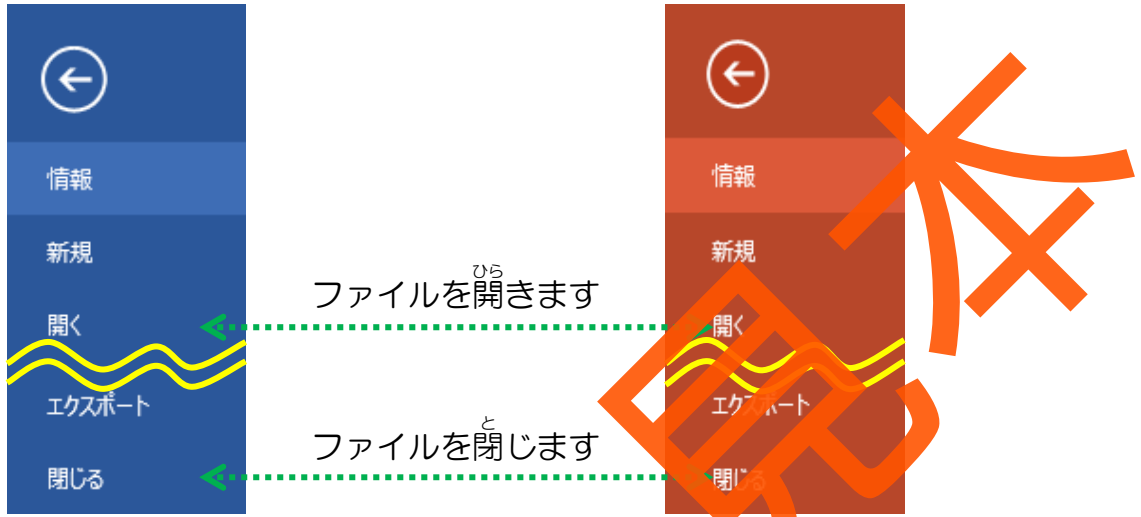 情報
新規
開く
エクスポート
閉じる
ひら
ファイルを開きます
と
ファイルを閉じます
情報
新規
開く
エクスポート
閉じる